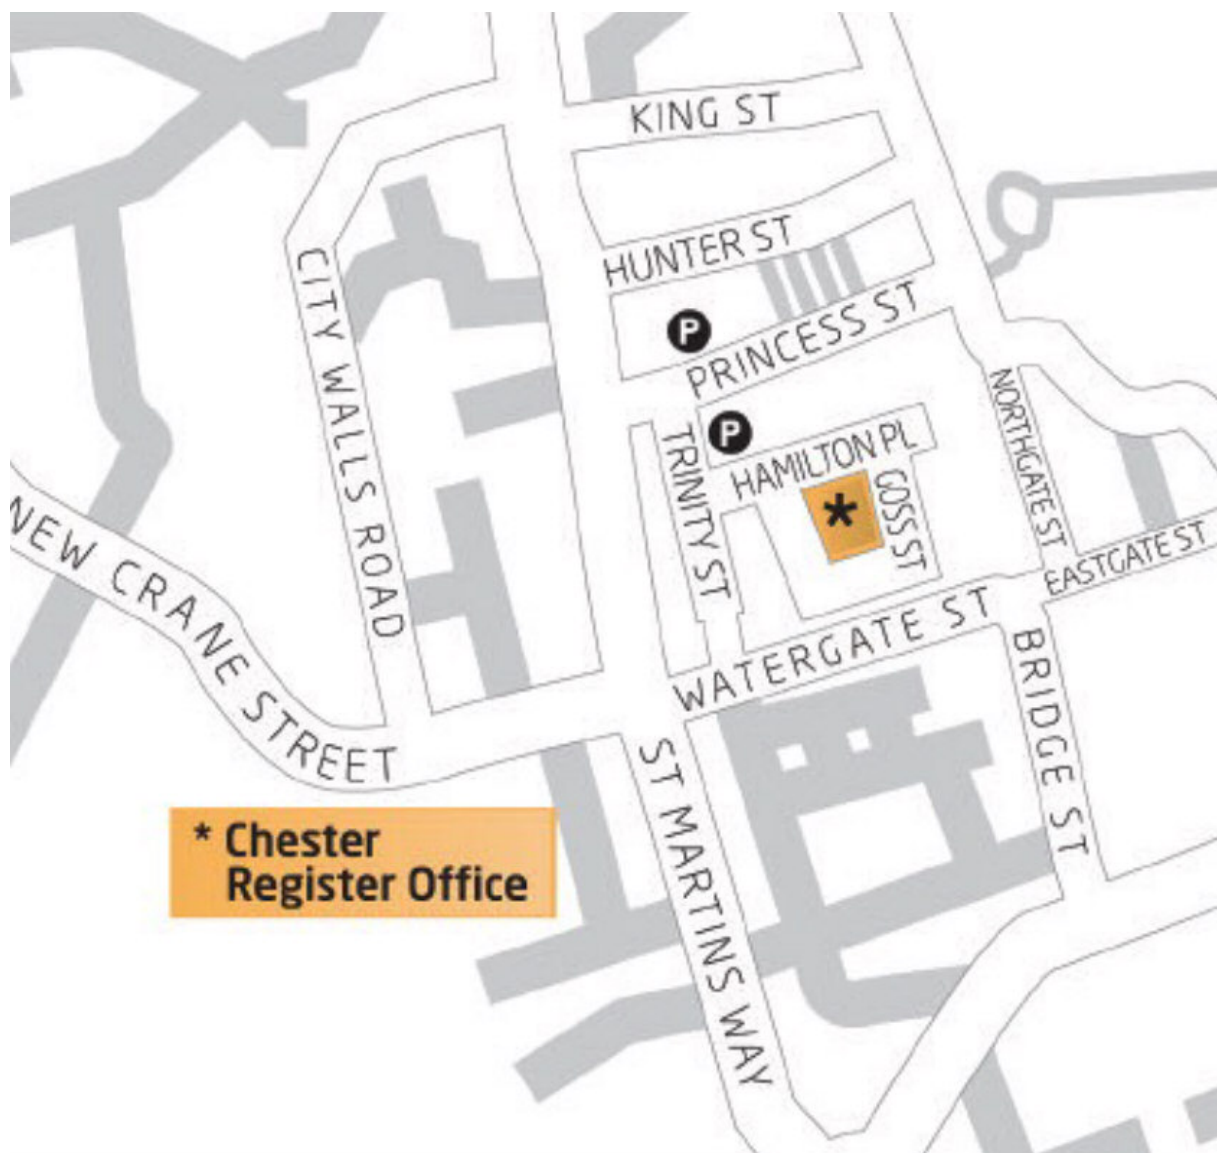 KING ST
HUNTER ST
CITY WALLS ROAD
P
PRINCESS ST
P
NORTHGATE ST
TRINITY ST
HAMILTON PL
GOSS ST
*
NEW CRANE STREET
EASTGATE ST
WATERGATE ST
BRIDGE ST
ST MARTINS WAY
* Chester
Register Office